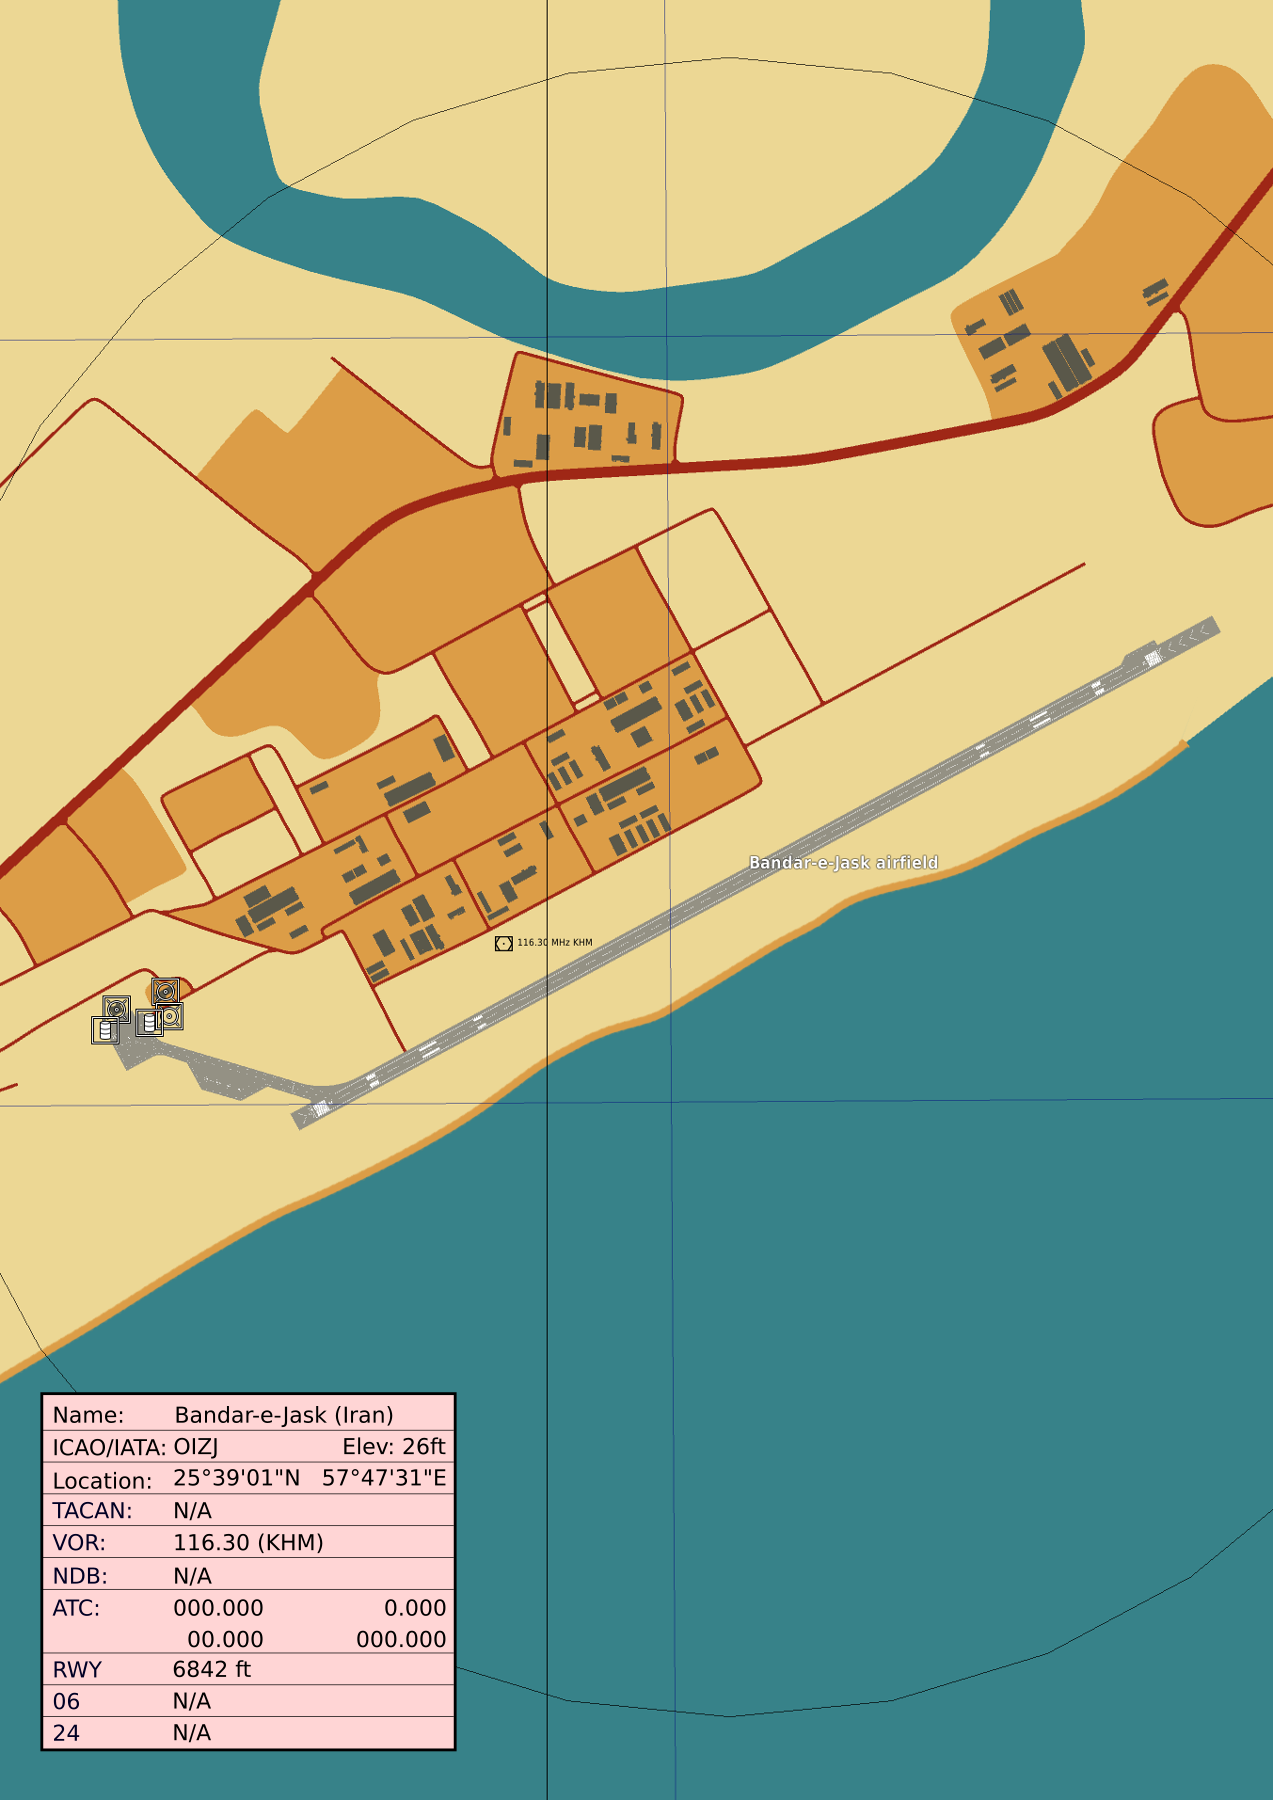 Bandar-e-Jask airfield
116.30 MHz KHM
Name: Bandar-e-Jask (Iran)
ICAO/IATA: OIZJ Elev: 26ft
Location: 25°39'01"N 57°47'31"E
TACAN: N/A
VOR: 116.30 (KHM)
NDB: N/A
ATC: 000.000 0.000
00.000 000.000
RWY 6842 ft
06 N/A
24 N/A